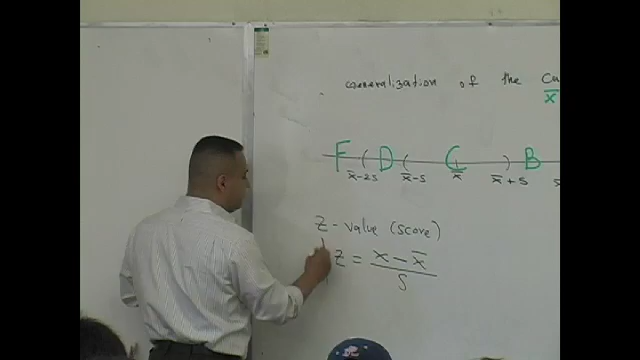 Generalization of the
x̄
F ( D ( C ) B
x̄-2s x̄-s x̄ x̄+s
Z - value (score)
z = x - x̄
s